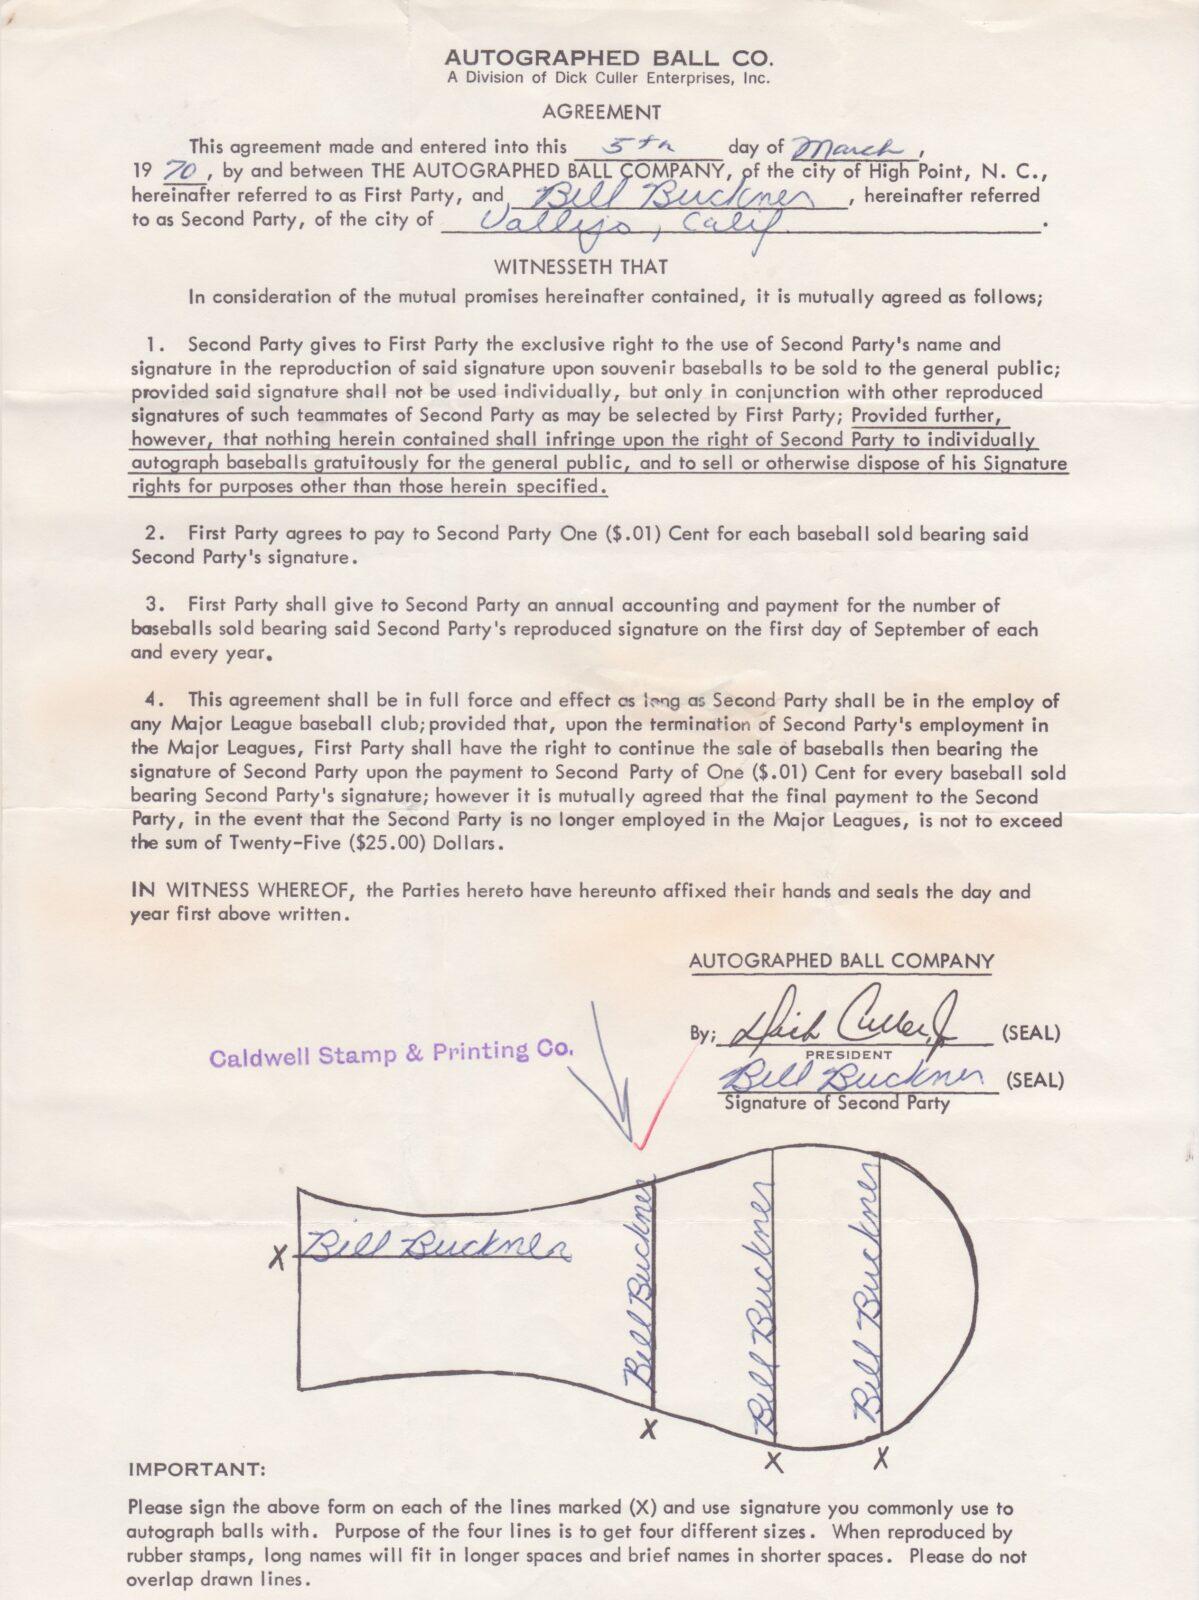 AUTOGRAPHED BALL CO.
A Division of Dick Culler Enterprises, Inc.
AGREEMENT
This agreement made and entered into this 5th day of March,
19 70, by and between THE AUTOGRAPHED BALL COMPANY, of the city of High Point, N. C.,
hereinafter referred to as First Party, and Bill Buckner, hereinafter referred
to as Second Party, of the city of Vallejo, Calif.
WITNESSETH THAT
In consideration of the mutual promises hereinafter contained, it is mutually agreed as follows;
1. Second Party gives to First Party the exclusive right to the use of Second Party's name and
signature in the reproduction of said signature upon souvenir baseballs to be sold to the general public;
provided said signature shall not be used individually, but only in conjunction with other reproduced
signatures of such teammates of Second Party as may be selected by First Party; Provided further,
however, that nothing herein contained shall infringe upon the right of Second Party to individually
autograph baseballs gratuitously for the general public, and to sell or otherwise dispose of his Signature
rights for purposes other than those herein specified.
2. First Party agrees to pay to Second Party One ($.01) Cent for each baseball sold bearing said
Second Party's signature.
3. First Party shall give to Second Party an annual accounting and payment for the number of
baseballs sold bearing said Second Party's reproduced signature on the first day of September of each
and every year.
4. This agreement shall be in full force and effect as long as Second Party shall be in the employ of
any Major League baseball club; provided that, upon the termination of Second Party's employment in
the Major Leagues, First Party shall have the right to continue the sale of baseballs then bearing the
signature of Second Party upon the payment to Second Party of One ($.01) Cent for every baseball sold
bearing Second Party's signature; however it is mutually agreed that the final payment to the Second
Party, in the event that the Second Party is no longer employed in the Major Leagues, is not to exceed
the sum of Twenty-Five ($25.00) Dollars.
IN WITNESS WHEREOF, the Parties hereto have hereunto affixed their hands and seals the day and
year first above written.
AUTOGRAPHED BALL COMPANY
By; Dick Culler, Jr (SEAL)
PRESIDENT
Caldwell Stamp & Printing Co.
Bill Buckner (SEAL)
Signature of Second Party
X Bill Buckner
Bill Buckner
Bill Buckner
Bill Buckner
X
X
X
IMPORTANT:
Please sign the above form on each of the lines marked (X) and use signature you commonly use to
autograph balls with. Purpose of the four lines is to get four different sizes. When reproduced by
rubber stamps, long names will fit in longer spaces and brief names in shorter spaces. Please do not
overlap drawn lines.